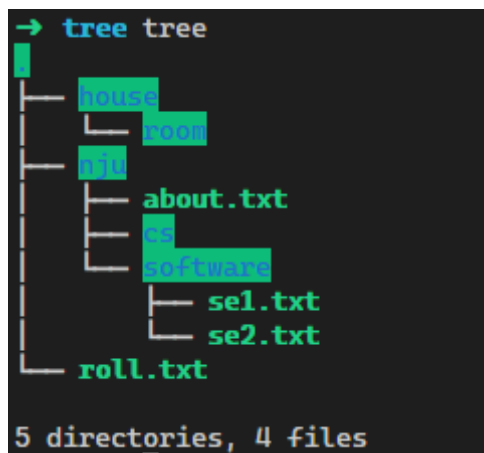 ➜ tree tree
.
├── house
│   └── room
├── nju
│   ├── about.txt
│   ├── cs
│   └── software
│       ├── se1.txt
│       └── se2.txt
└── roll.txt

5 directories, 4 files